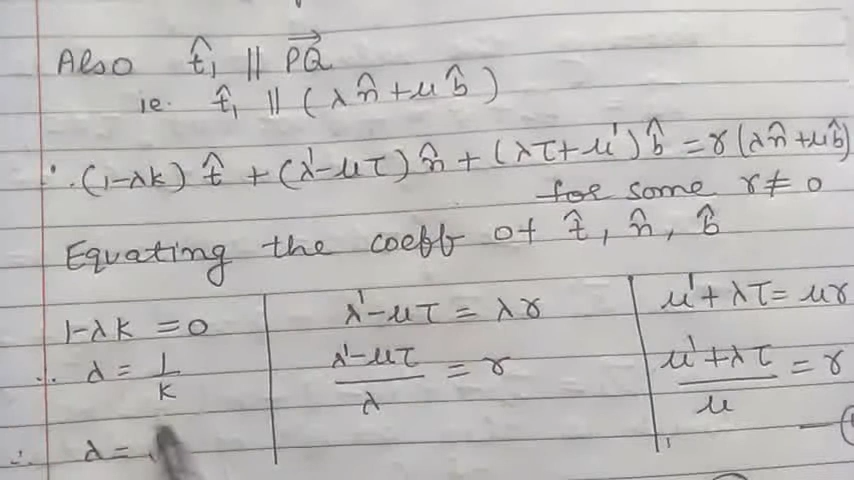 Also t̂₁ || P⃗Q⃗
ie. t̂₁ || (λn̂ + μb̂)
∴ (1-λk) t̂ + (λ' - μτ) n̂ + (λτ + μ') b̂ = γ(λn̂ + μb̂)
for some γ ≠ 0
Equating the coeff of t̂, n̂, b̂
1-λk = 0
∴ λ = 1/k
∴ λ =
λ' - μτ = λγ
(λ' - μτ)/λ = γ
μ' + λτ = μγ
(μ' + λτ)/μ = γ